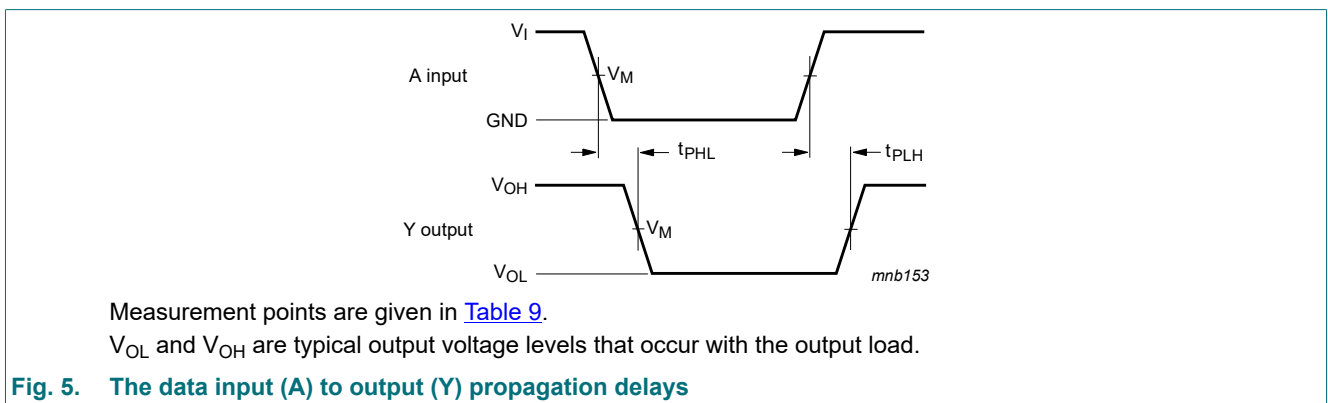 VI
A input
VM
GND
tPHL
tPLH
VOH
Y output
VM
VOL
mnb153
Measurement points are given in Table 9.
VOL and VOH are typical output voltage levels that occur with the output load.
Fig. 5. The data input (A) to output (Y) propagation delays